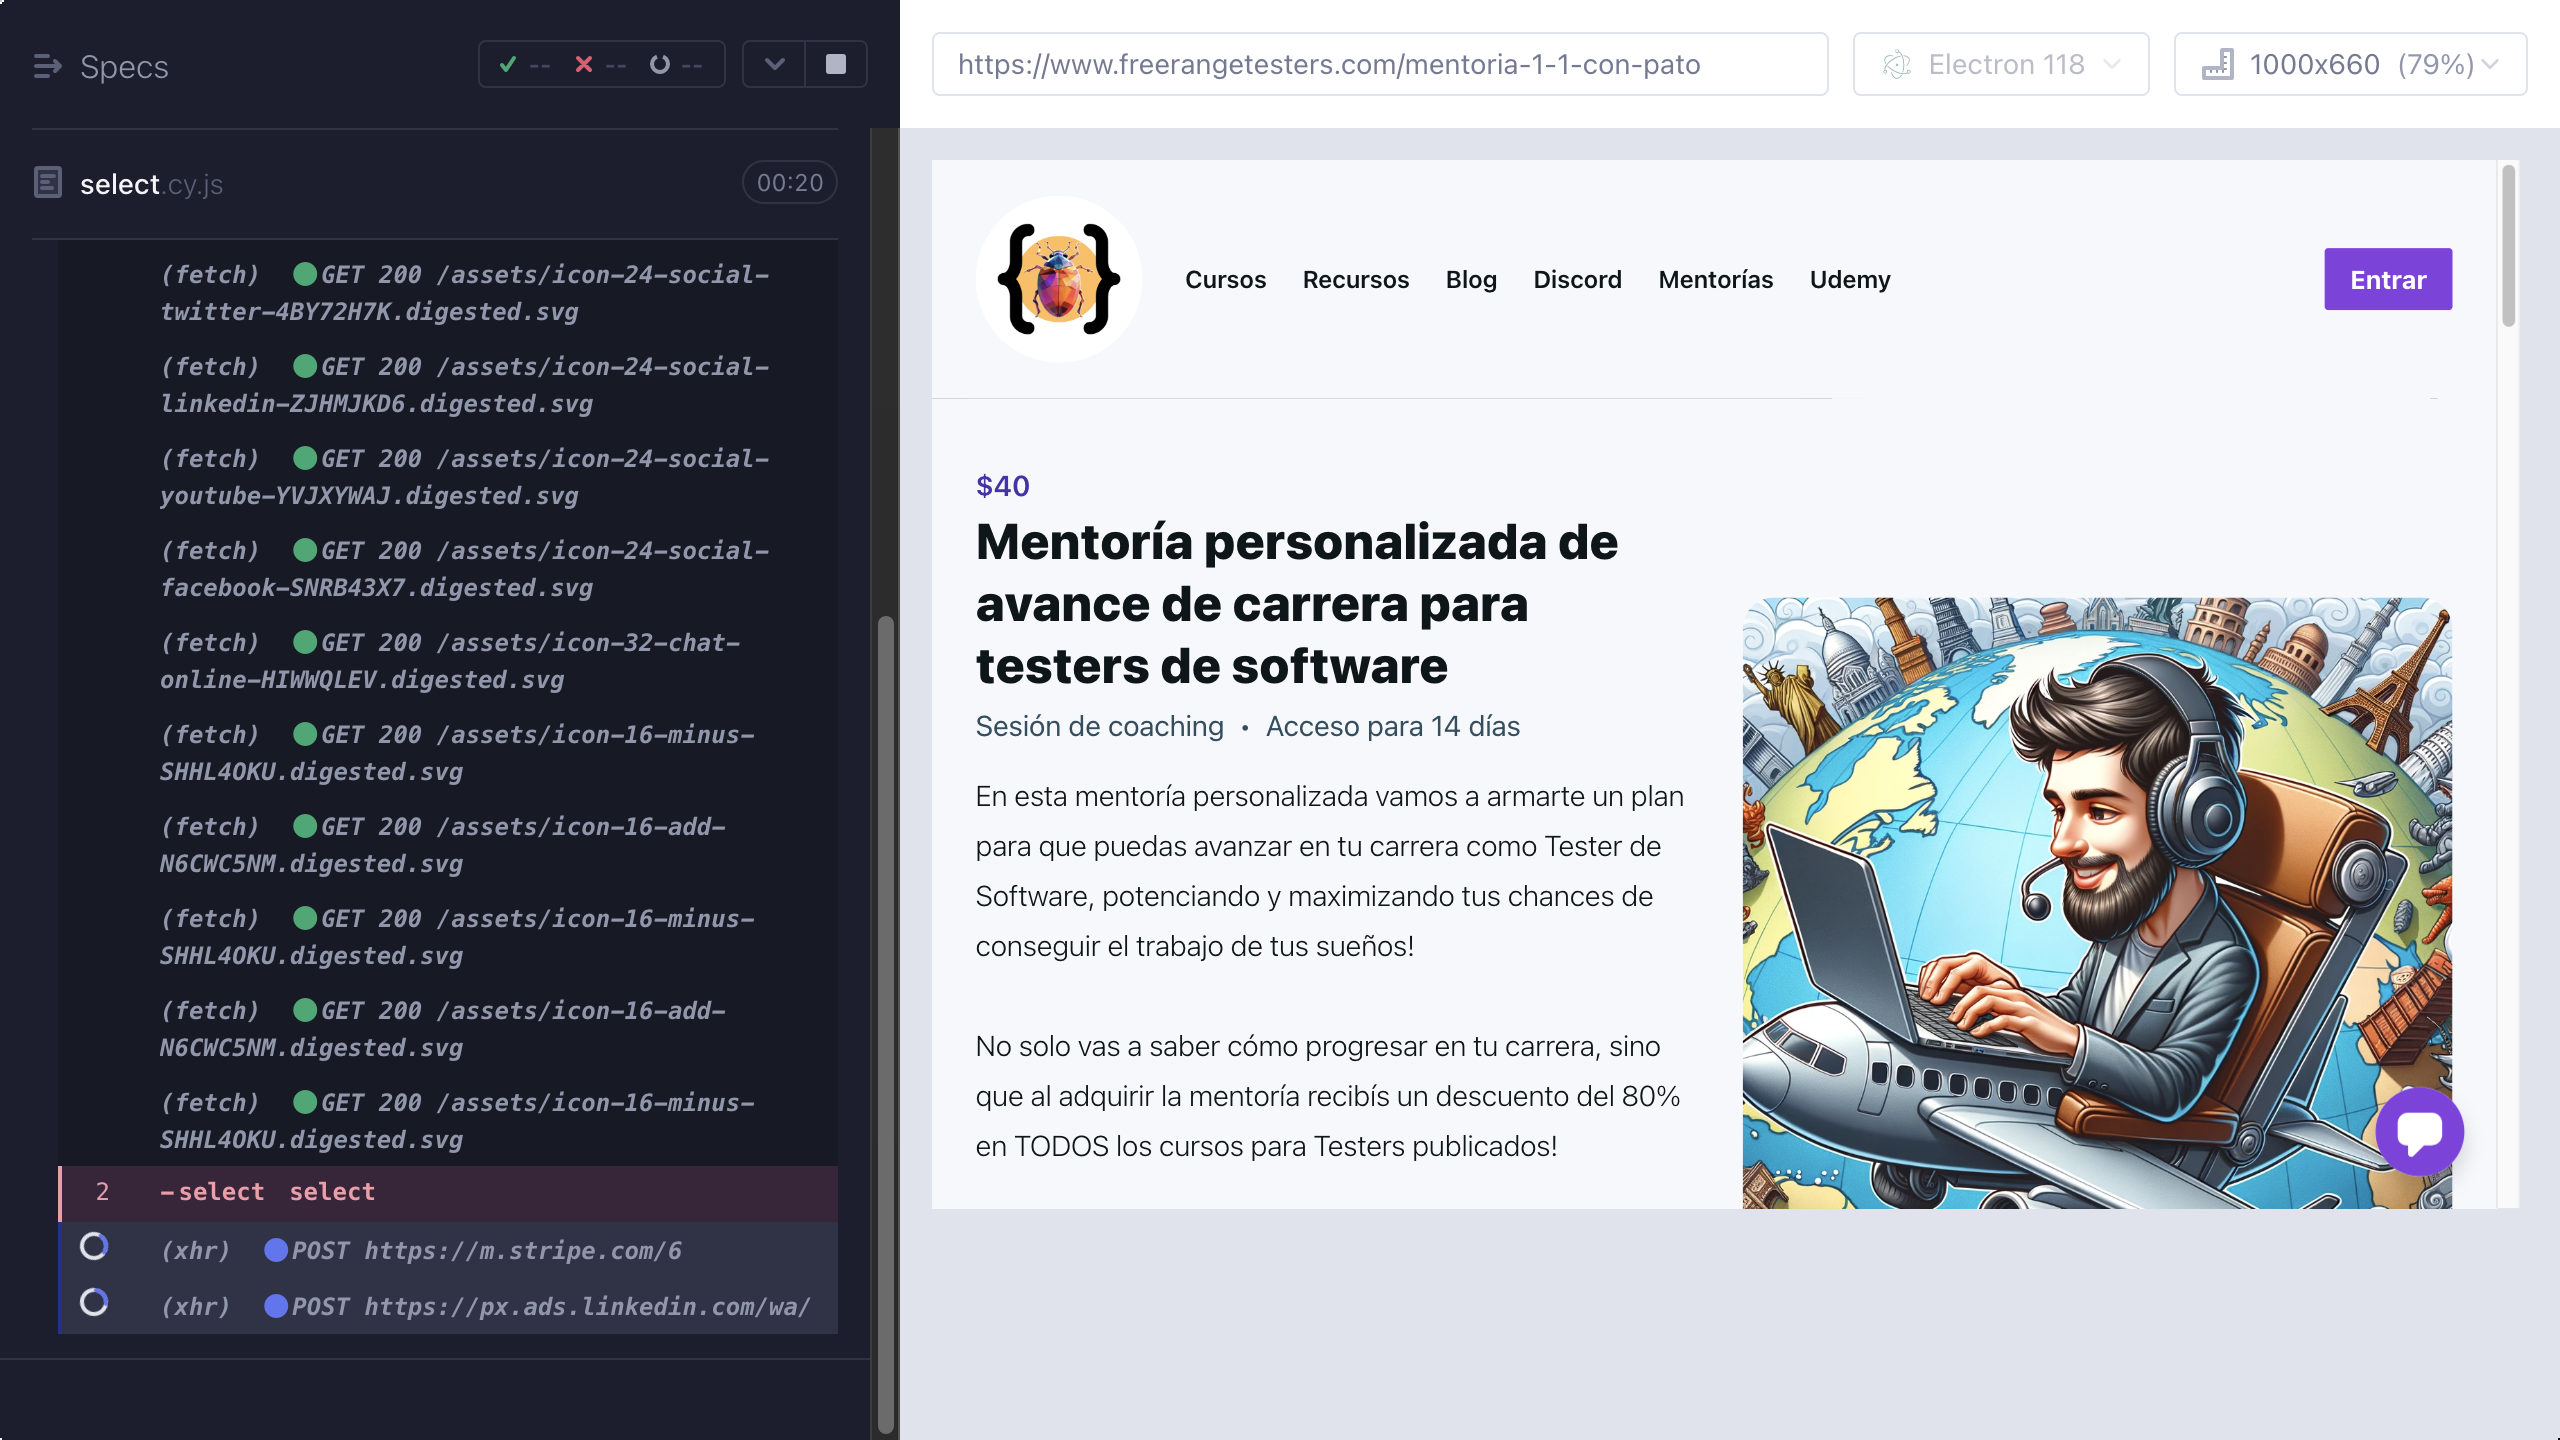 Specs
--
--
--
select.cy.js
00:20
(fetch) GET 200 /assets/icon-24-social-
twitter-4BY72H7K.digested.svg
(fetch) GET 200 /assets/icon-24-social-
linkedin-ZJHMJKD6.digested.svg
(fetch) GET 200 /assets/icon-24-social-
youtube-YVJXYWAJ.digested.svg
(fetch) GET 200 /assets/icon-24-social-
facebook-SNRB43X7.digested.svg
(fetch) GET 200 /assets/icon-32-chat-
online-HIWWQLEV.digested.svg
(fetch) GET 200 /assets/icon-16-minus-
SHHL4OKU.digested.svg
(fetch) GET 200 /assets/icon-16-add-
N6CWC5NM.digested.svg
(fetch) GET 200 /assets/icon-16-minus-
SHHL4OKU.digested.svg
(fetch) GET 200 /assets/icon-16-add-
N6CWC5NM.digested.svg
(fetch) GET 200 /assets/icon-16-minus-
SHHL4OKU.digested.svg
2 -select select
(xhr) POST https://m.stripe.com/6
(xhr) POST https://px.ads.linkedin.com/wa/
https://www.freerangetesters.com/mentoria-1-1-con-pato
Electron 118
1000x660 (79%)
Cursos
Recursos
Blog
Discord
Mentorías
Udemy
Entrar
$40
Mentoría personalizada de
avance de carrera para
testers de software
Sesión de coaching • Acceso para 14 días
En esta mentoría personalizada vamos a armarte un plan
para que puedas avanzar en tu carrera como Tester de
Software, potenciando y maximizando tus chances de
conseguir el trabajo de tus sueños!
No solo vas a saber cómo progresar en tu carrera, sino
que al adquirir la mentoría recibís un descuento del 80%
en TODOS los cursos para Testers publicados!